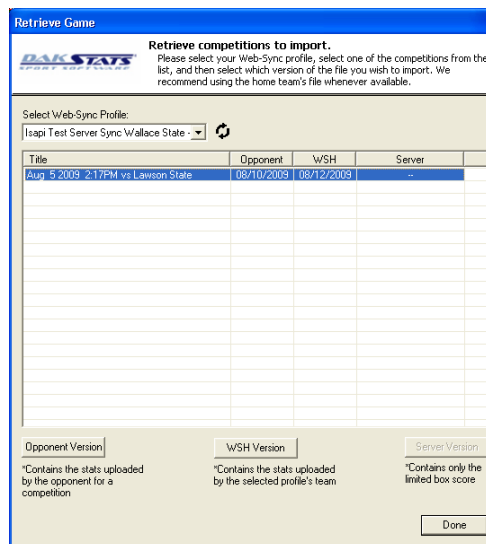 Retrieve Game
DAK STATS
SPORT SOFTWARE
Retrieve competitions to import.
Please select your Web-Sync profile, select one of the competitions from the
list, and then select which version of the file you wish to import. We
recommend using the home team's file whenever available.
Select Web-Sync Profile:
Isapi Test Server Sync Wallace State -
Title Opponent WSH Server
Aug 5 2009 2:17PM vs Lawson State 08/10/2009 08/12/2009 --
Opponent Version WSH Version Server Version
*Contains the stats uploaded
by the opponent for a
competition
*Contains the stats uploaded
by the selected profile's team
*Contains only the
limited box score
Done